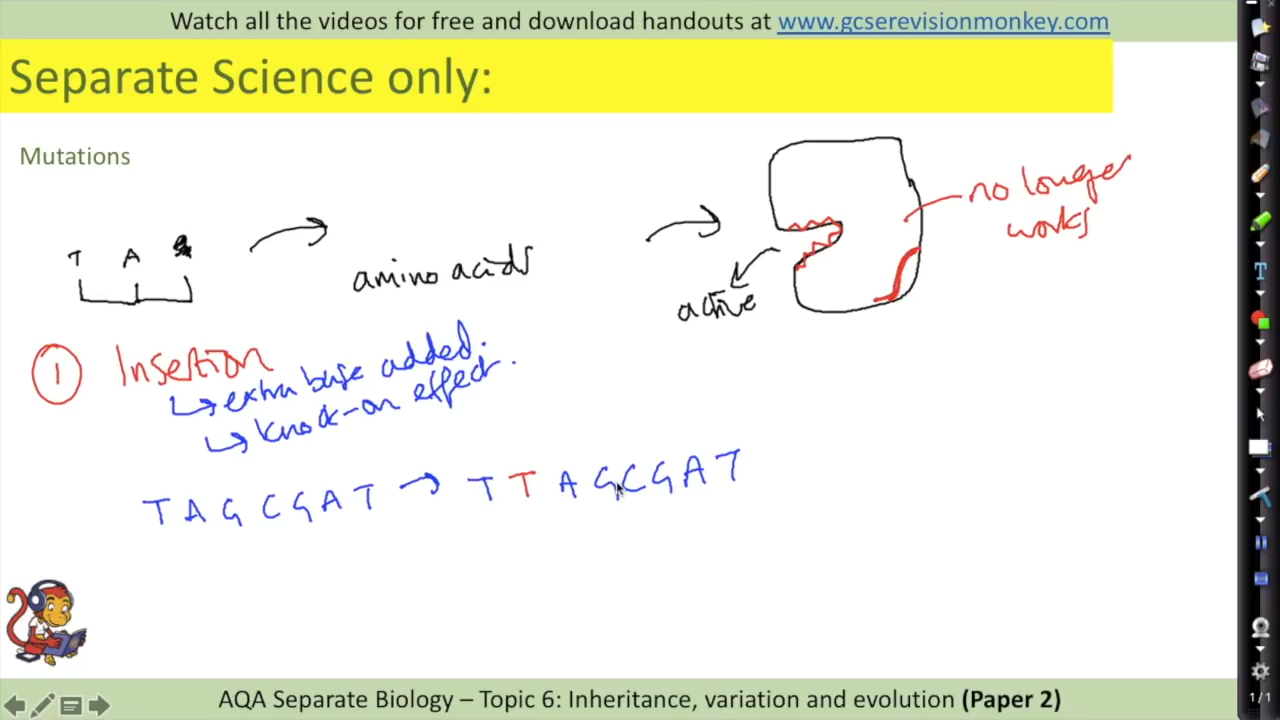 Watch all the videos for free and download handouts at www.gcserevisionmonkey.com
Separate Science only:
Mutations
T A
amino acids
active
no longer
works
1 Insertion
↳ extra base added.
↳ knock-on effect.
T A G C G A T → T T A G C G A T
AQA Separate Biology – Topic 6: Inheritance, variation and evolution (Paper 2)
1/1